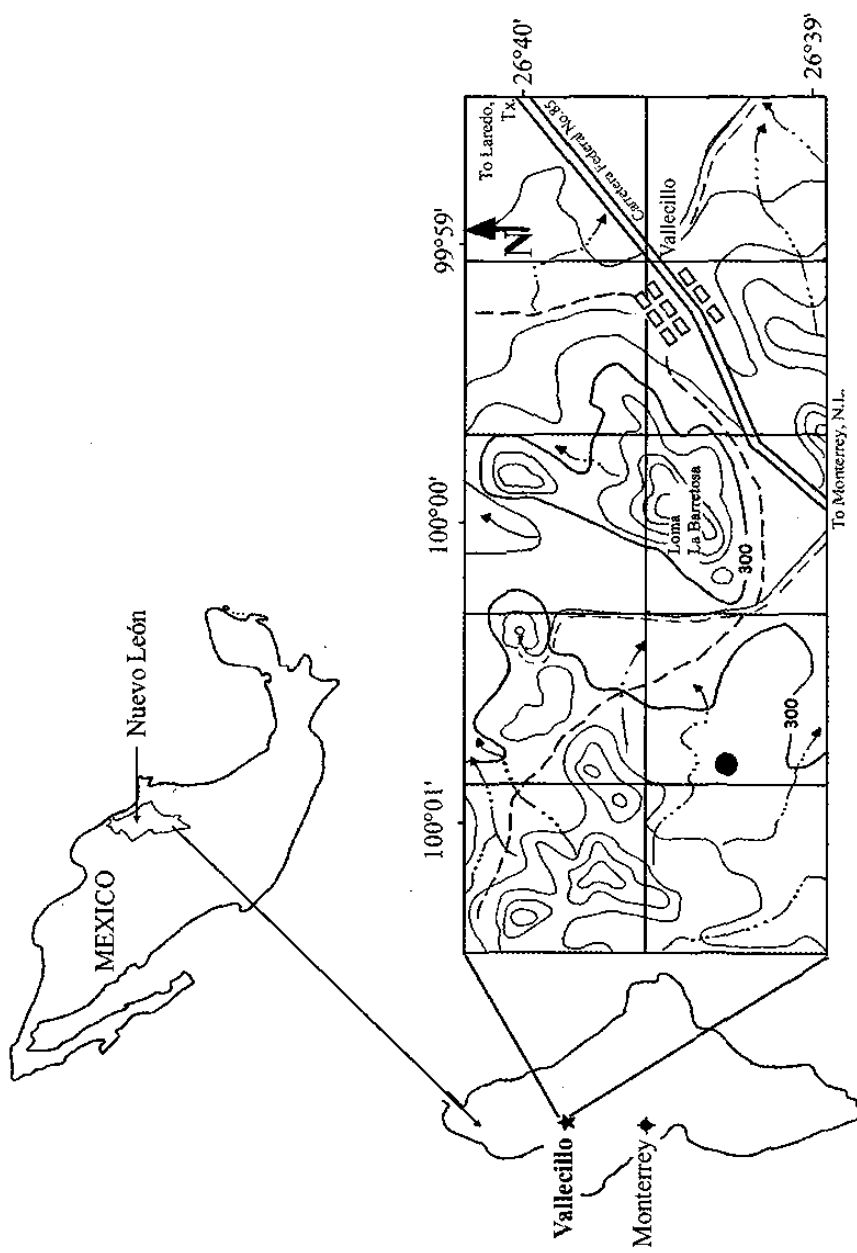 MEXICO
Nuevo León
Vallecillo
Monterrey
100°01'
100°00'
99°59'
26°40'
26°39'
N
To Laredo,
Tx.
Carretera Federal No.85
Vallecillo
Loma
La Barretosa
300
300
To Monterrey, N.L.